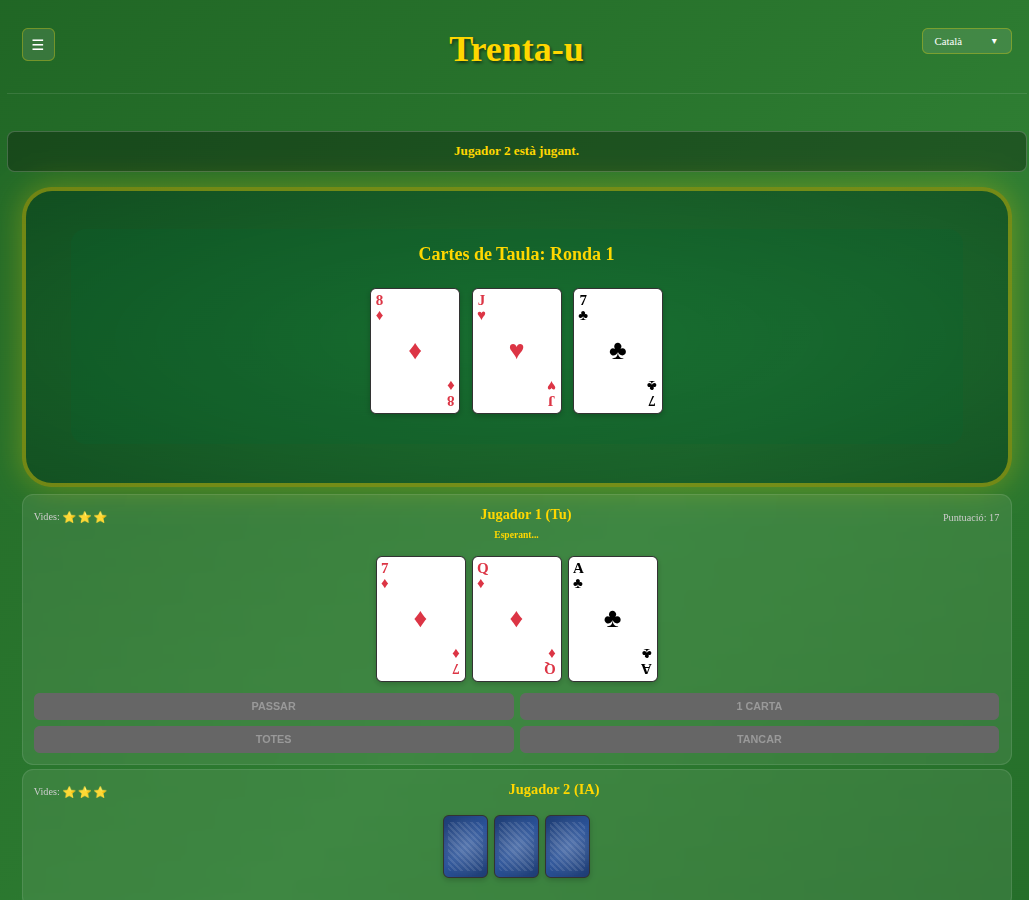 ☰
Trenta-u
Català ▼
Jugador 2 està jugant.
Cartes de Taula: Ronda 1
8♦ ♦ 8♦
J♥ ♥ J♥
7♣ ♣ 7♣
Vides: ⭐⭐⭐
Jugador 1 (Tu)
Puntuació: 17
Esperant...
7♦ ♦ 7♦
Q♦ ♦ Q♦
A♣ ♣ A♣
PASSAR
1 CARTA
TOTES
TANCAR
Vides: ⭐⭐⭐
Jugador 2 (IA)